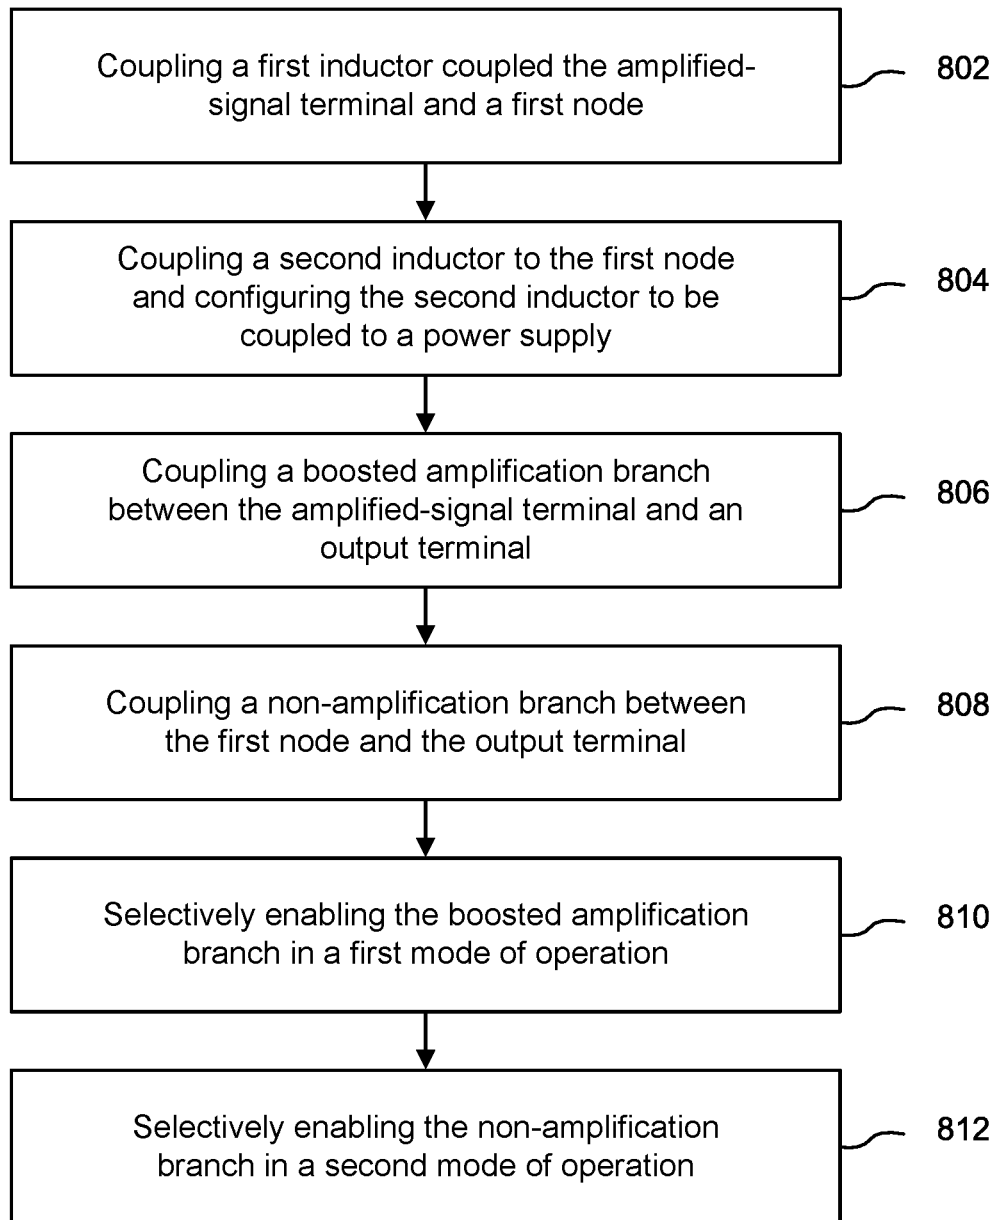 Coupling a first inductor coupled the amplified-
signal terminal and a first node
802
Coupling a second inductor to the first node
and configuring the second inductor to be
coupled to a power supply
804
Coupling a boosted amplification branch
between the amplified-signal terminal and an
output terminal
806
Coupling a non-amplification branch between
the first node and the output terminal
808
Selectively enabling the boosted amplification
branch in a first mode of operation
810
Selectively enabling the non-amplification
branch in a second mode of operation
812